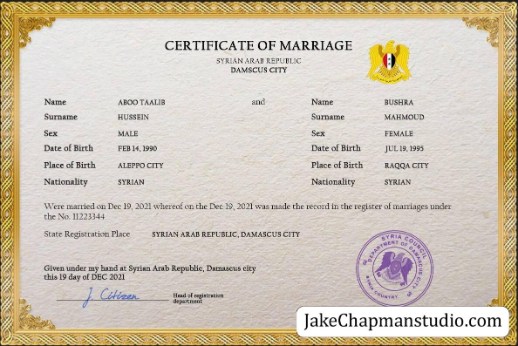 CERTIFICATE OF MARRIAGE
SYRIAN ARAB REPUBLIC
DAMSCUS CITY
Name ABOO TAALIB and Name BUSHRA
Surname HUSSEIN Surname MAHMOUD
Sex MALE Sex FEMALE
Date of Birth FEB 14, 1990 Date of Birth JUL 19, 1995
Place of Birth ALEPPO CITY Place of Birth RAQQA CITY
Nationality SYRIAN Nationality SYRIAN
Were married on Dec 19, 2021 whereof on the Dec 19, 2021 was made the record in the register of marriages under
the No. 11223344
State Registration Place SYRIAN ARAB REPUBLIC, DAMASCUS CITY
Given under my hand at Syrian Arab Republic, Damascus city
this 19 day of DEC 2021
J. Citizen
Head of registration
department
SYRIA COUNCIL
JakeChapmanstudio.com